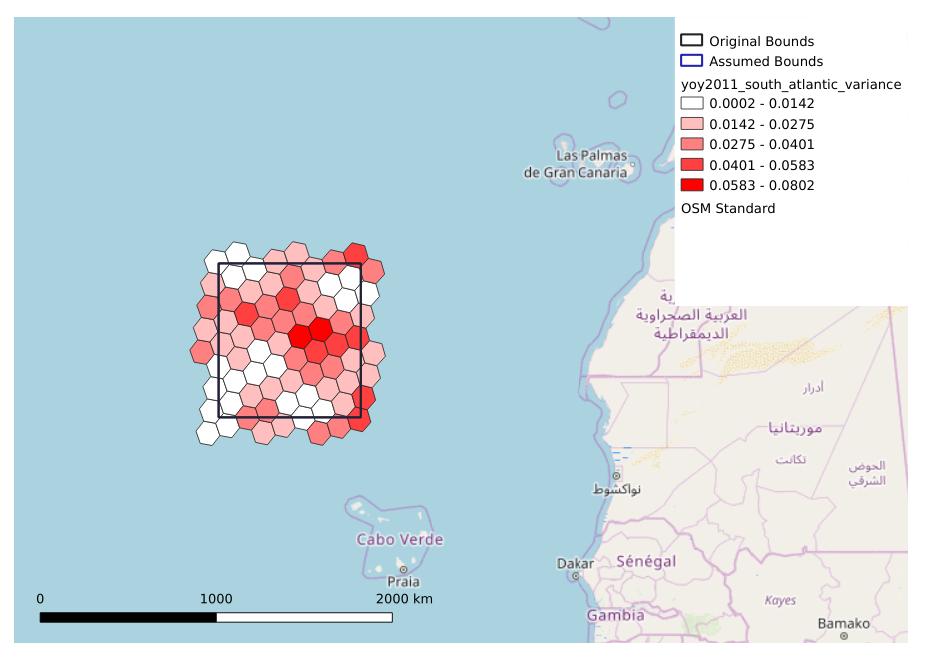 Original Bounds
Assumed Bounds
yoy2011_south_atlantic_variance
0.0002 - 0.0142
0.0142 - 0.0275
0.0275 - 0.0401
0.0401 - 0.0583
0.0583 - 0.0802
OSM Standard
Las Palmas
de Gran Canaria
العربية الصحراوية
الديمقراطية
أدرار
موريتانيا
تكانت
الحوض
الشرقي
نواكشوط
Cabo Verde
Praia
Dakar
Sénégal
Gambia
Kayes
Bamako
0 1000 2000 km